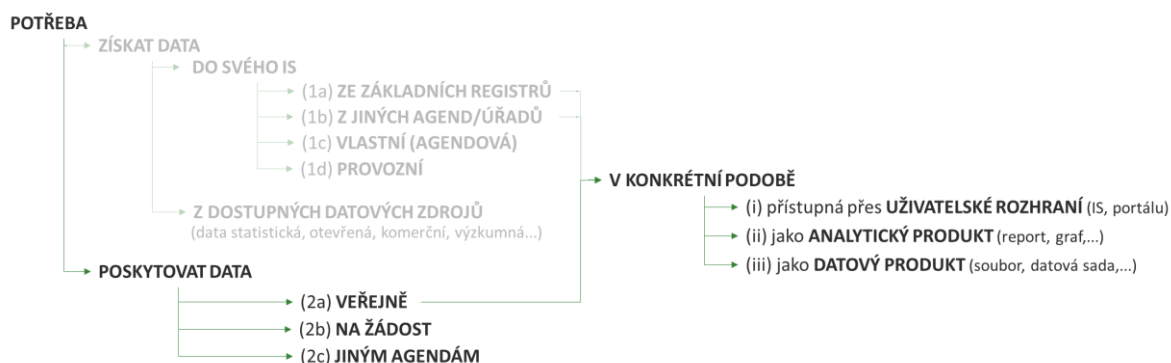 POTŘEBA
ZÍSKAT DATA
DO SVÉHO IS
(1a) ZE ZÁKLADNÍCH REGISTRŮ
(1b) Z JINÝCH AGEND/ÚŘADŮ
(1c) VLASTNÍ (AGENDOVÁ)
(1d) PROVOZNÍ
Z DOSTUPNÝCH DATOVÝCH ZDROJŮ
(data statistická, otevřená, komerční, výzkumná...)
POSKYTOVAT DATA
(2a) VEŘEJNĚ
(2b) NA ŽÁDOST
(2c) JINÝM AGENDÁM
V KONKRÉTNÍ PODOBĚ
(i) přístupná přes UŽIVATELSKÉ ROZHRANÍ (IS, portálu)
(ii) jako ANALYTICKÝ PRODUKT (report, graf,...)
(iii) jako DATOVÝ PRODUKT (soubor, datová sada,...)